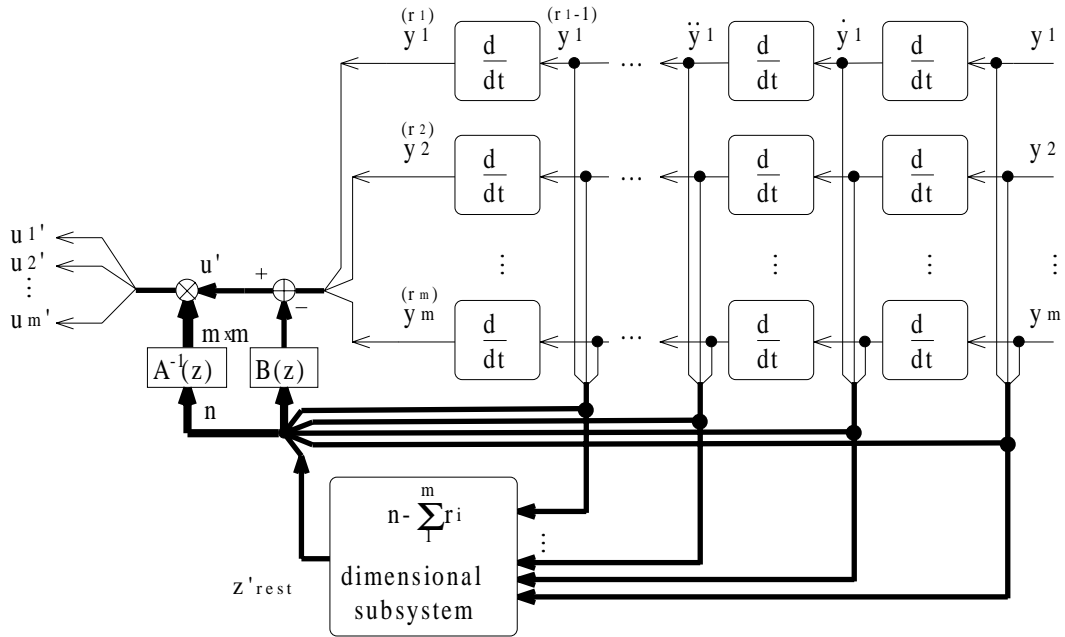 (r1) (r1-1)
y1 d/dt y1 ... ÿ1 d/dt ẏ1 d/dt y1
(r2)
y2 d/dt ... d/dt d/dt y2
u1'
u2'
⋮
um'
u' + −
⋮ ⋮ ⋮
(rm)
ym d/dt ... d/dt d/dt ym
m×m
A⁻¹(z) B(z)
n
n- m∑1 ri
⋮
dimensional
subsystem
z'rest